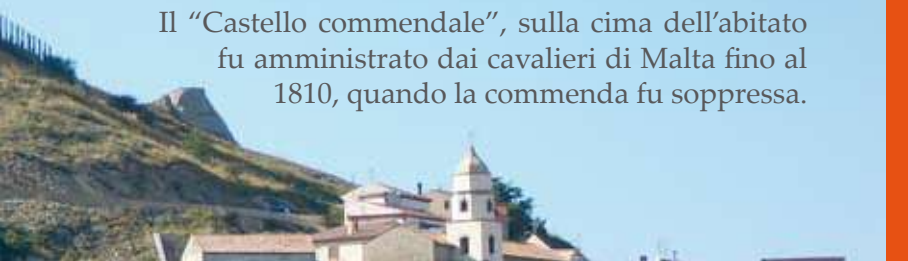 Il “Castello commendale”, sulla cima dell’abitato
fu amministrato dai cavalieri di Malta fino al
1810, quando la commenda fu soppressa.